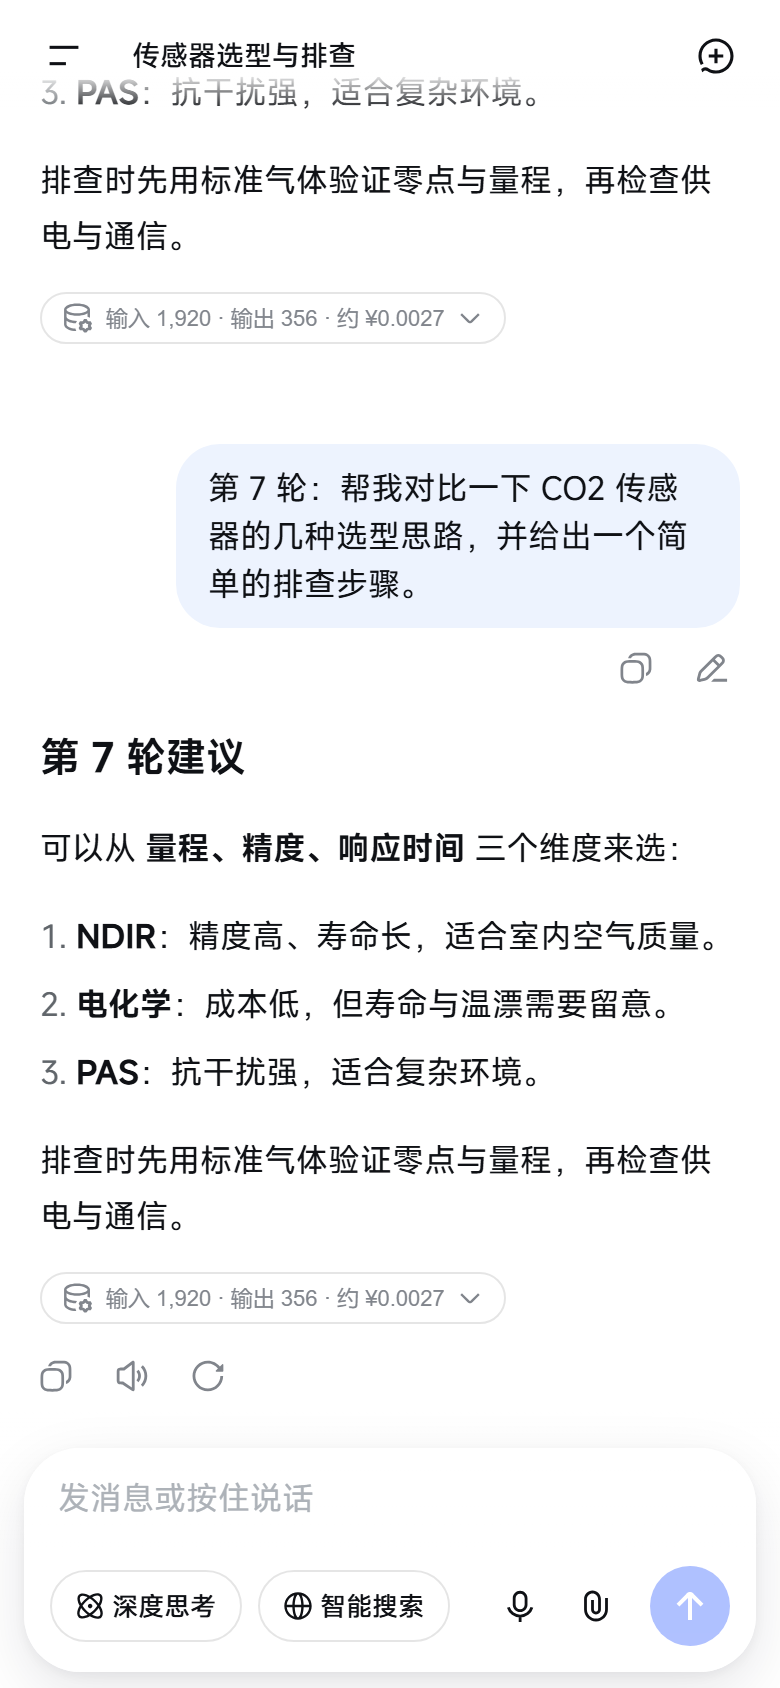 传感器选型与排查
3. PAS：抗干扰强，适合复杂环境。
排查时先用标准气体验证零点与量程，再检查供
电与通信。
输入 1,920 · 输出 356 · 约 ¥0.0027
第 7 轮：帮我对比一下 CO2 传感
器的几种选型思路，并给出一个简
单的排查步骤。
第 7 轮建议
可以从 量程、精度、响应时间 三个维度来选：
1. NDIR：精度高、寿命长，适合室内空气质量。
2. 电化学：成本低，但寿命与温漂需要留意。
3. PAS：抗干扰强，适合复杂环境。
排查时先用标准气体验证零点与量程，再检查供
电与通信。
输入 1,920 · 输出 356 · 约 ¥0.0027
发消息或按住说话
深度思考 智能搜索